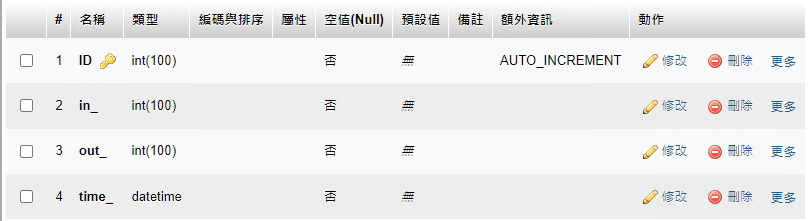 # 名稱 類型 編碼與排序 屬性 空值(Null) 預設值 備註 額外資訊 動作
1 ID int(100) 否 無 AUTO_INCREMENT 修改 刪除 更多
2 in_ int(100) 否 無 修改 刪除 更多
3 out_ int(100) 否 無 修改 刪除 更多
4 time_ datetime 否 無 修改 刪除 更多